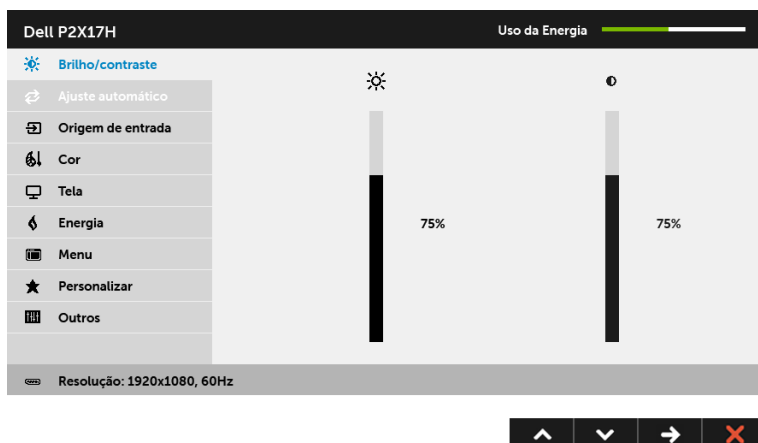 Dell P2X17H
Uso da Energia
Brilho/contraste
Ajuste automático
Origem de entrada
Cor
Tela
Energia
75%
75%
Menu
Personalizar
Outros
Resolução: 1920x1080, 60Hz